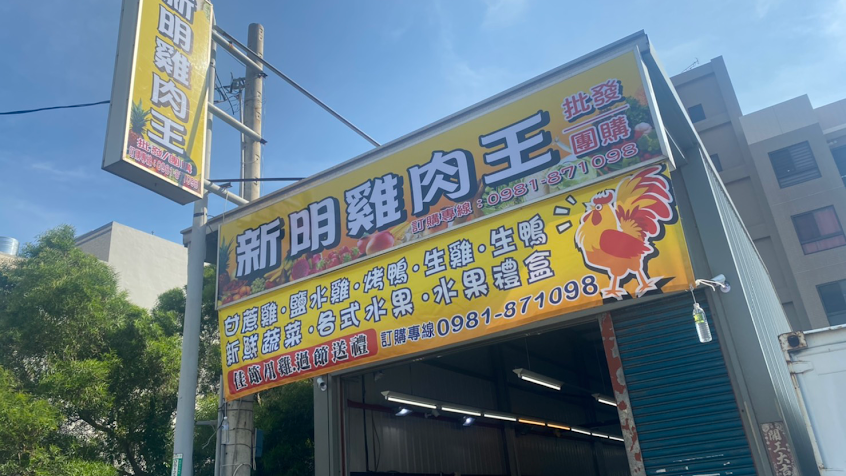 新明雞肉王
批發/團購
新明雞肉王
批發
團購
訂購專線:0981-871098
甘蔗雞·鹽水雞·烤鴨·生雞·生鴨
新鮮蔬菜·各式水果·水果禮盒
佳節用雞.過節送禮
訂購專線0981-871098